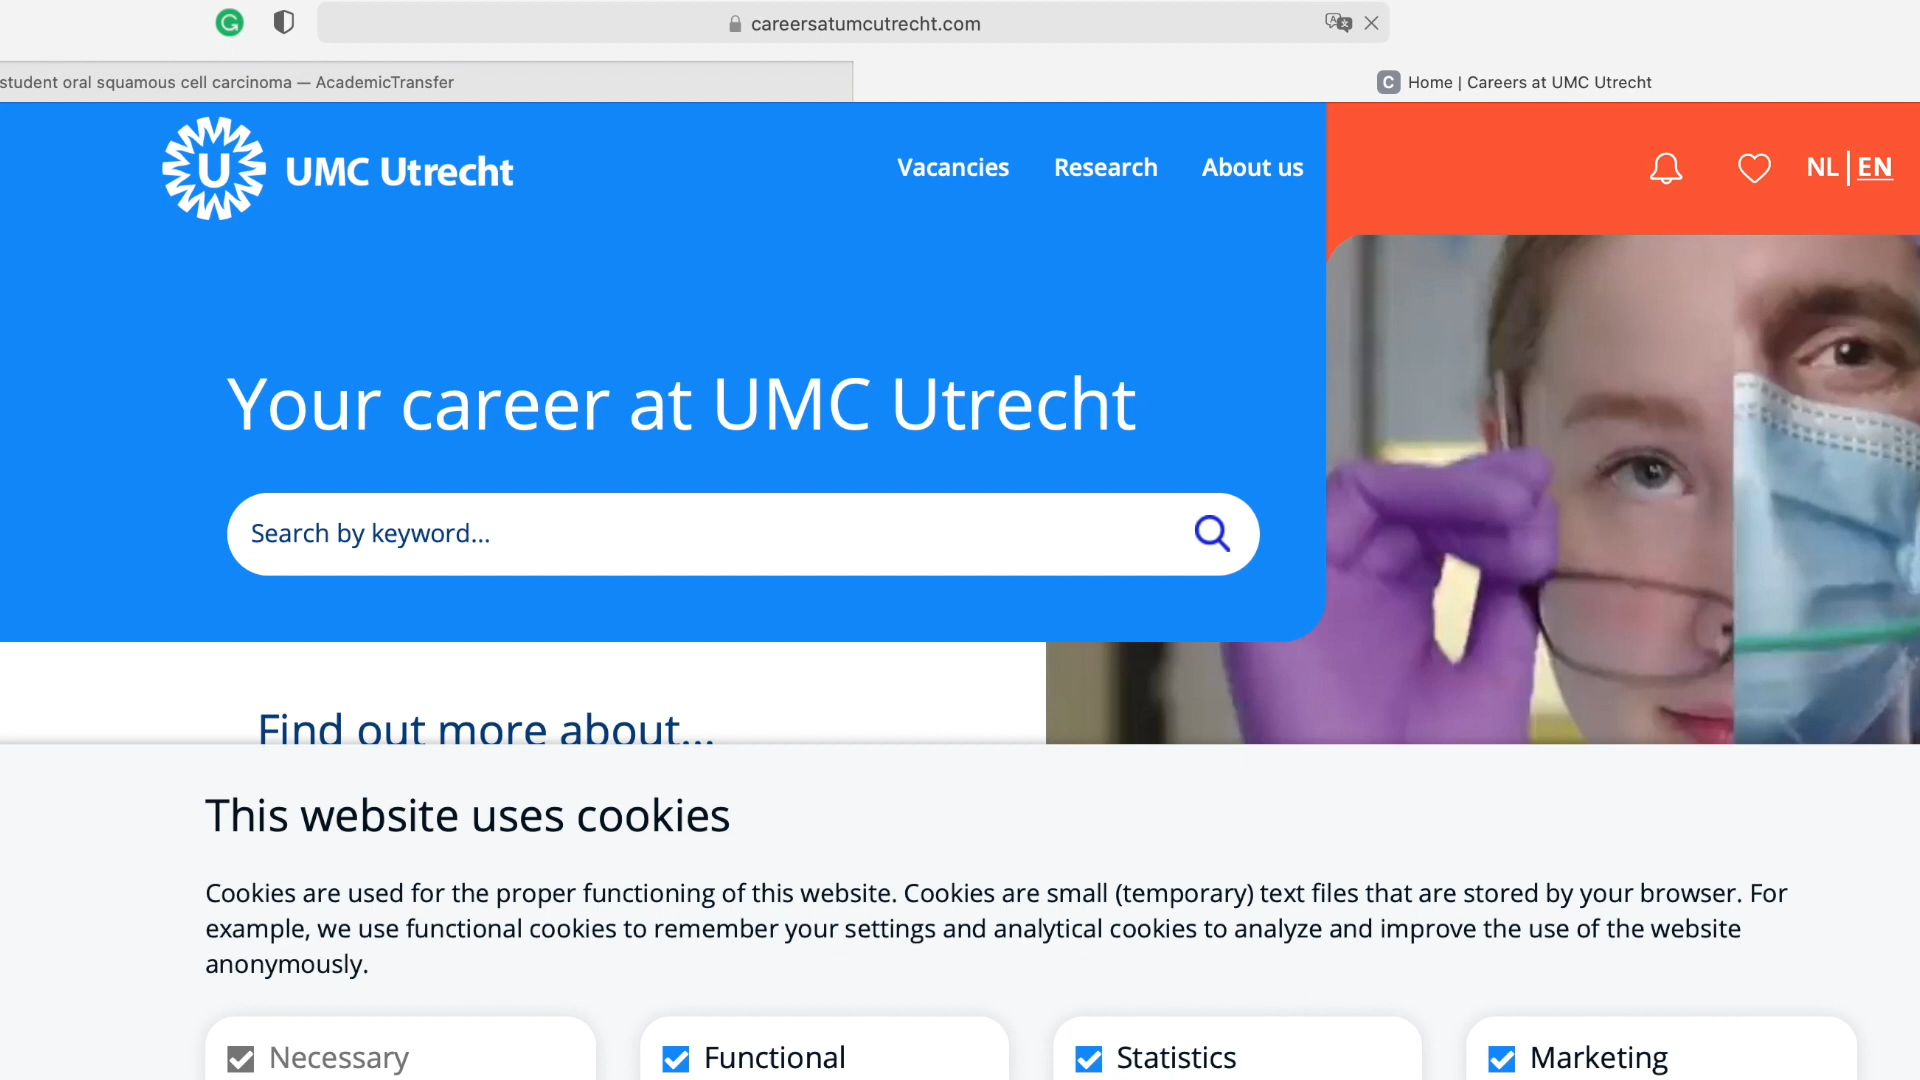 careersatumcutrecht.com
student oral squamous cell carcinoma — AcademicTransfer
C Home | Careers at UMC Utrecht
U UMC Utrecht
Vacancies Research About us
NL | EN
Your career at UMC Utrecht
Search by keyword...
Find out more about...
This website uses cookies
Cookies are used for the proper functioning of this website. Cookies are small (temporary) text files that are stored by your browser. For
example, we use functional cookies to remember your settings and analytical cookies to analyze and improve the use of the website
anonymously.
Necessary Functional Statistics Marketing